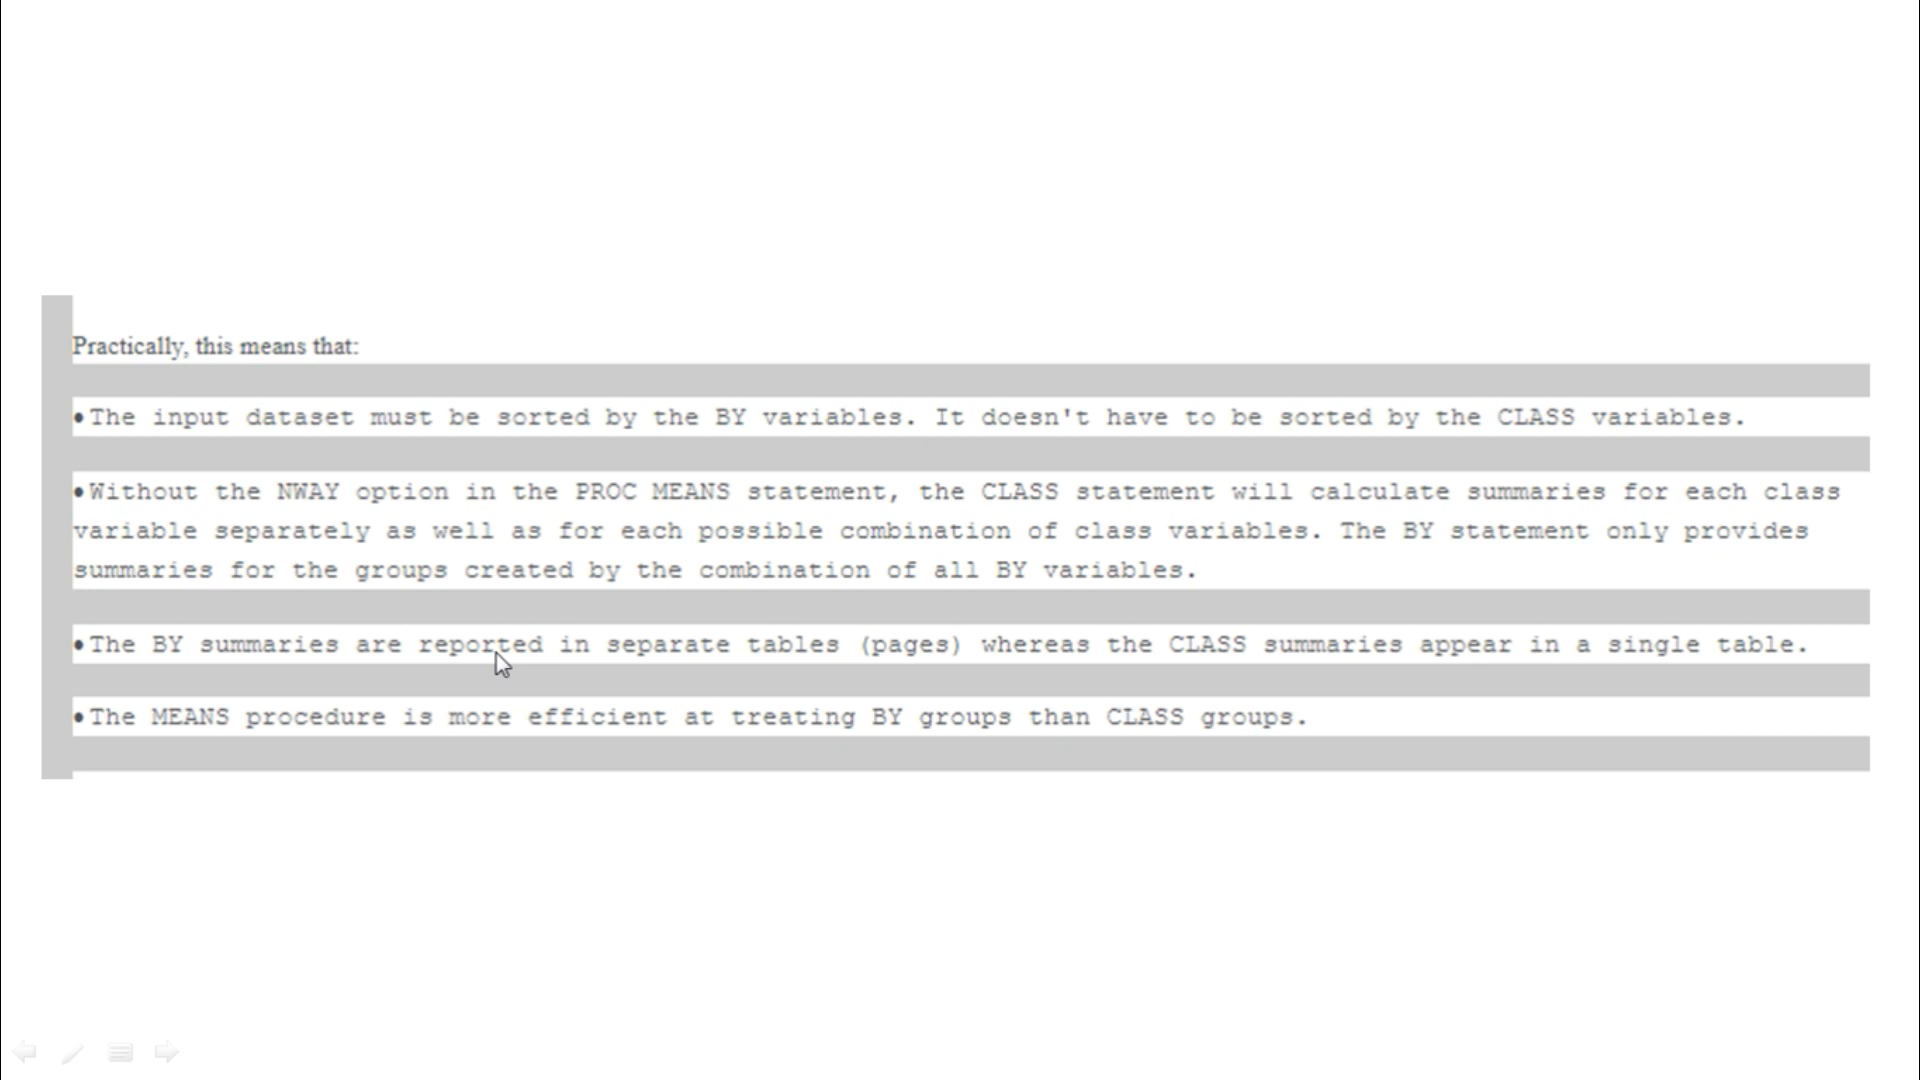 Practically, this means that:
•The input dataset must be sorted by the BY variables. It doesn't have to be sorted by the CLASS variables.
•Without the NWAY option in the PROC MEANS statement, the CLASS statement will calculate summaries for each class
variable separately as well as for each possible combination of class variables. The BY statement only provides
summaries for the groups created by the combination of all BY variables.
•The BY summaries are reported in separate tables (pages) whereas the CLASS summaries appear in a single table.
•The MEANS procedure is more efficient at treating BY groups than CLASS groups.